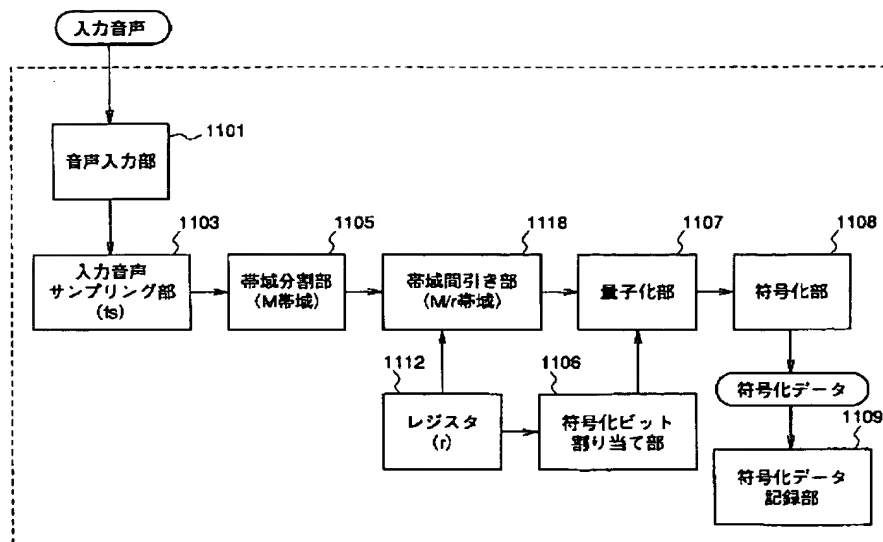 入力音声
1101
音声入力部
1103
入力音声
サンプリング部
(fs)
1105
帯域分割部
(M帯域)
1118
帯域間引き部
(M/r帯域)
1107
量子化部
1108
符号化部
1112
レジスタ
(r)
1106
符号化ビット
割り当て部
符号化データ
1109
符号化データ
記録部